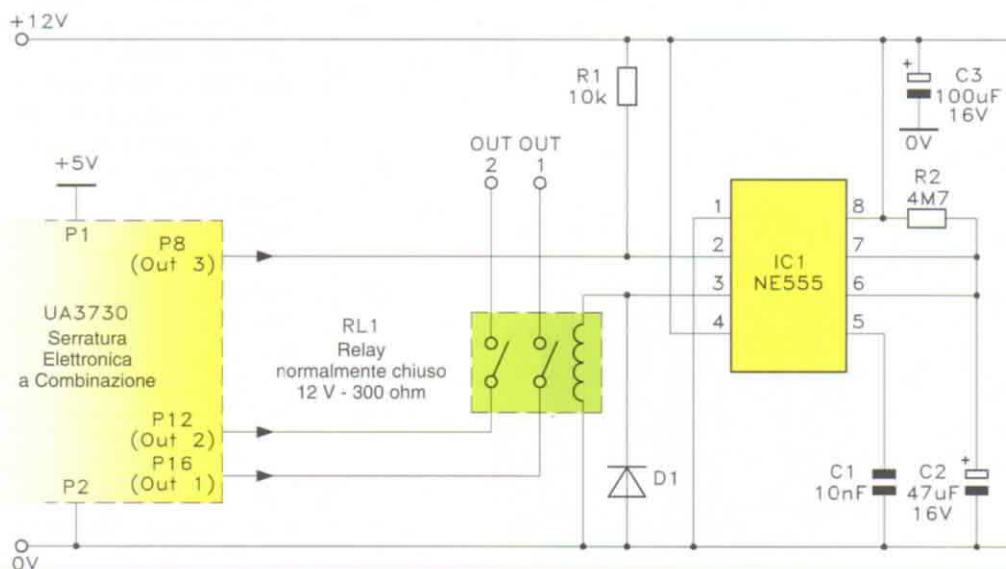 +12V
R1
10k
C3
100uF
16V
+
0V
OUT OUT
2 1
+5V
R2
4M7
P1
P8
(Out 3)
1
2
3
4
8
7
6
5
IC1
NE555
UA3730
Serratura
Elettronica
a Combinazione
RL1
Relay
normalmente chiuso
12 V - 300 ohm
P12
(Out 2)
P16
(Out 1)
P2
D1
C1
10nF
C2
47uF
16V
+
0V